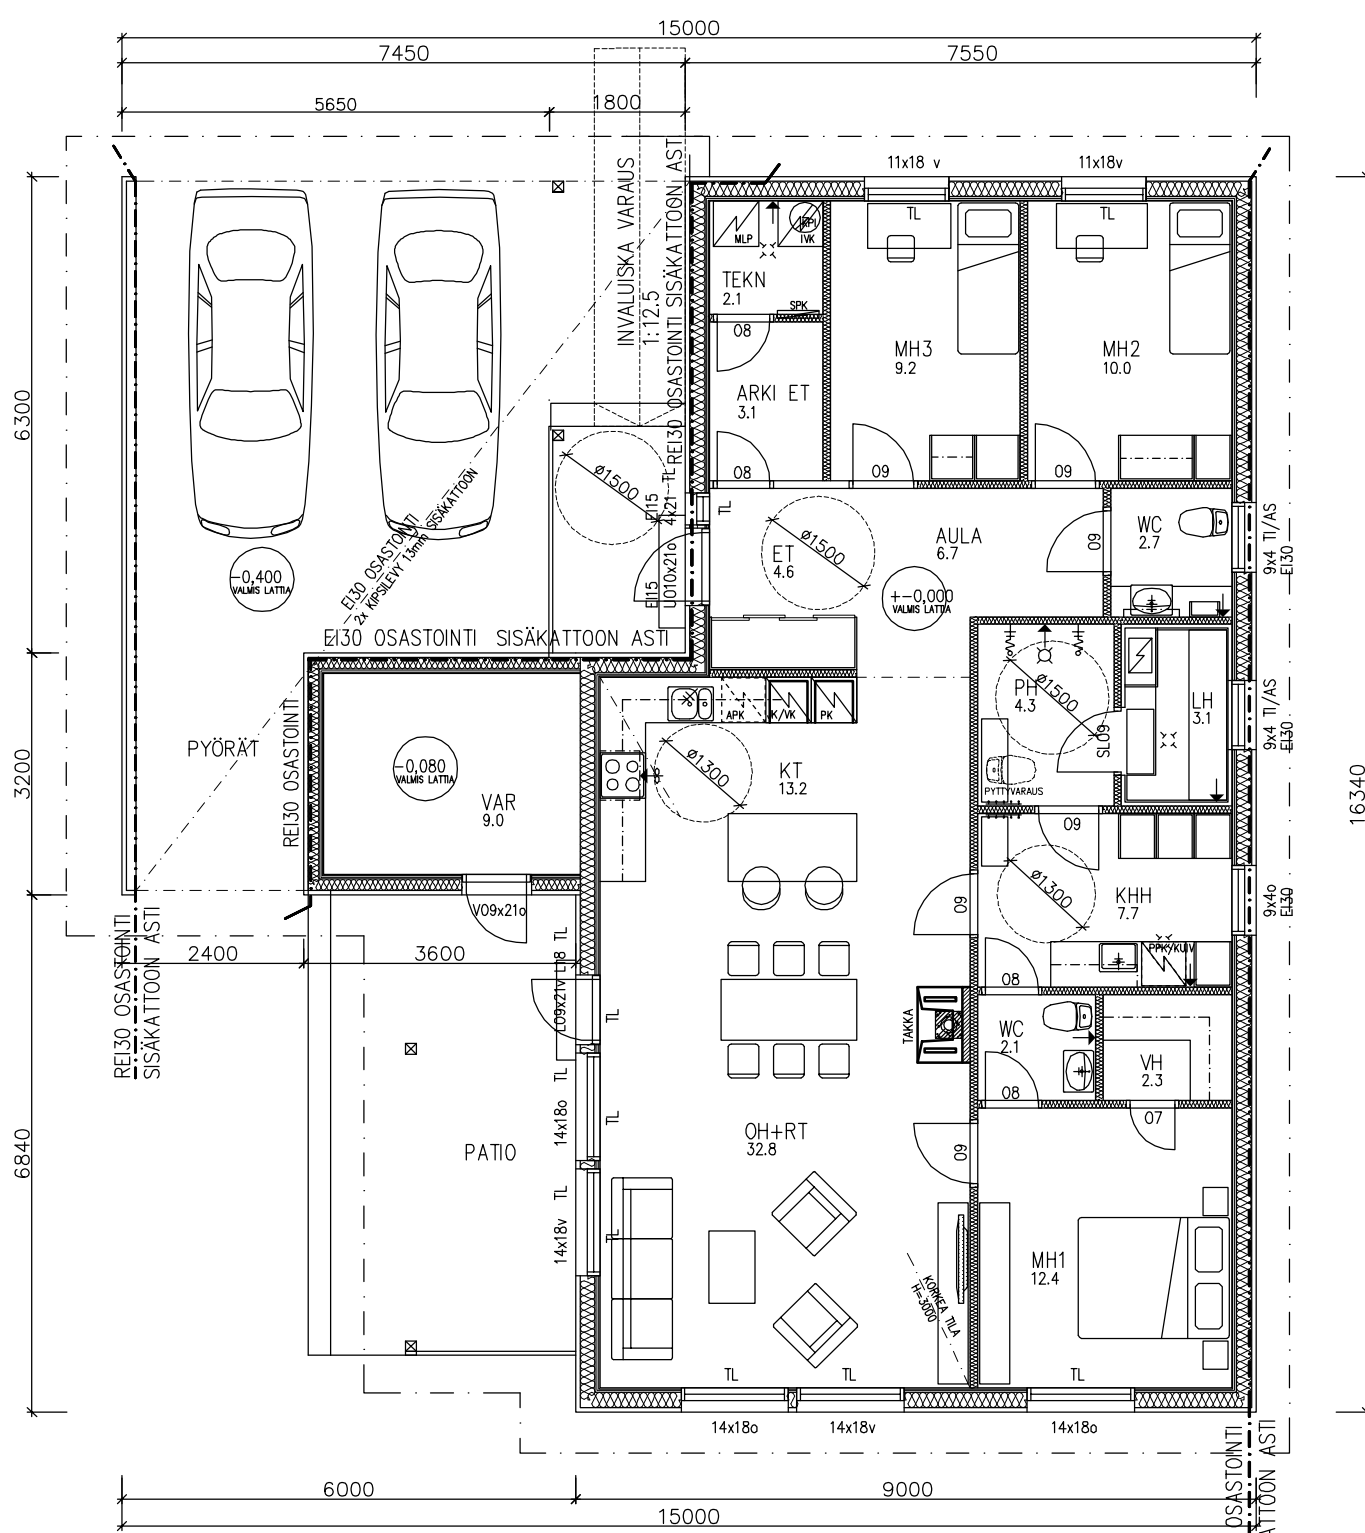 15000
7450
7550
5650
1800
11x18 v
11x18v
INVALUISKA VARAUS
1:12.5
REI30 OSASTOINTI SISÄKATTOON ASTI
TL
TL
MLP
IVK
TEKN
2.1
SPK
08
MH3
9.2
MH2
10.0
ARKI ET
3.1
6300
08
09
09
ø1500
EI15
4x21 TL
TL
ø1500
ET
4.6
AULA
6.7
09
WC
2.7
9x4 TI/AS
EI30
EI30 OSASTOINTI
2x KIPSILEVY 13mm SISÄKATTOON
-0,400
VALMIS LATTIA
EI15
UO10x21o
+-0,000
VALMIS LATTIA
EI30 OSASTOINTI SISÄKATTOON ASTI
PH
4.3
ø1500
LH
3.1
9x4 TI/AS
EI30
APK
K/VK
PK
REI30 OSASTOINTI
PYÖRÄT
-0,080
VALMIS LATTIA
VAR
9.0
ø1300
KT
13.2
SL09
PYTTYVARAUS
3200
16340
09
ø1300
KHH
7.7
9x4o
EI30
09
V09x21o
PPK/KUIV
2400
3600
LO9x21v L18 TL
TL
08
REI30 OSASTOINTI
SISÄKATTOON ASTI
TAKKA
WC
2.1
VH
2.3
08
07
14x18o TL
TL
6840
PATIO
OH+RT
32.8
09
14x18v TL
TL
MH1
12.4
KORKEA TILA
H=3000
TL
TL
TL
14x18o
14x18v
14x18o
OSASTOINTI
ATTOON ASTI
6000
9000
15000